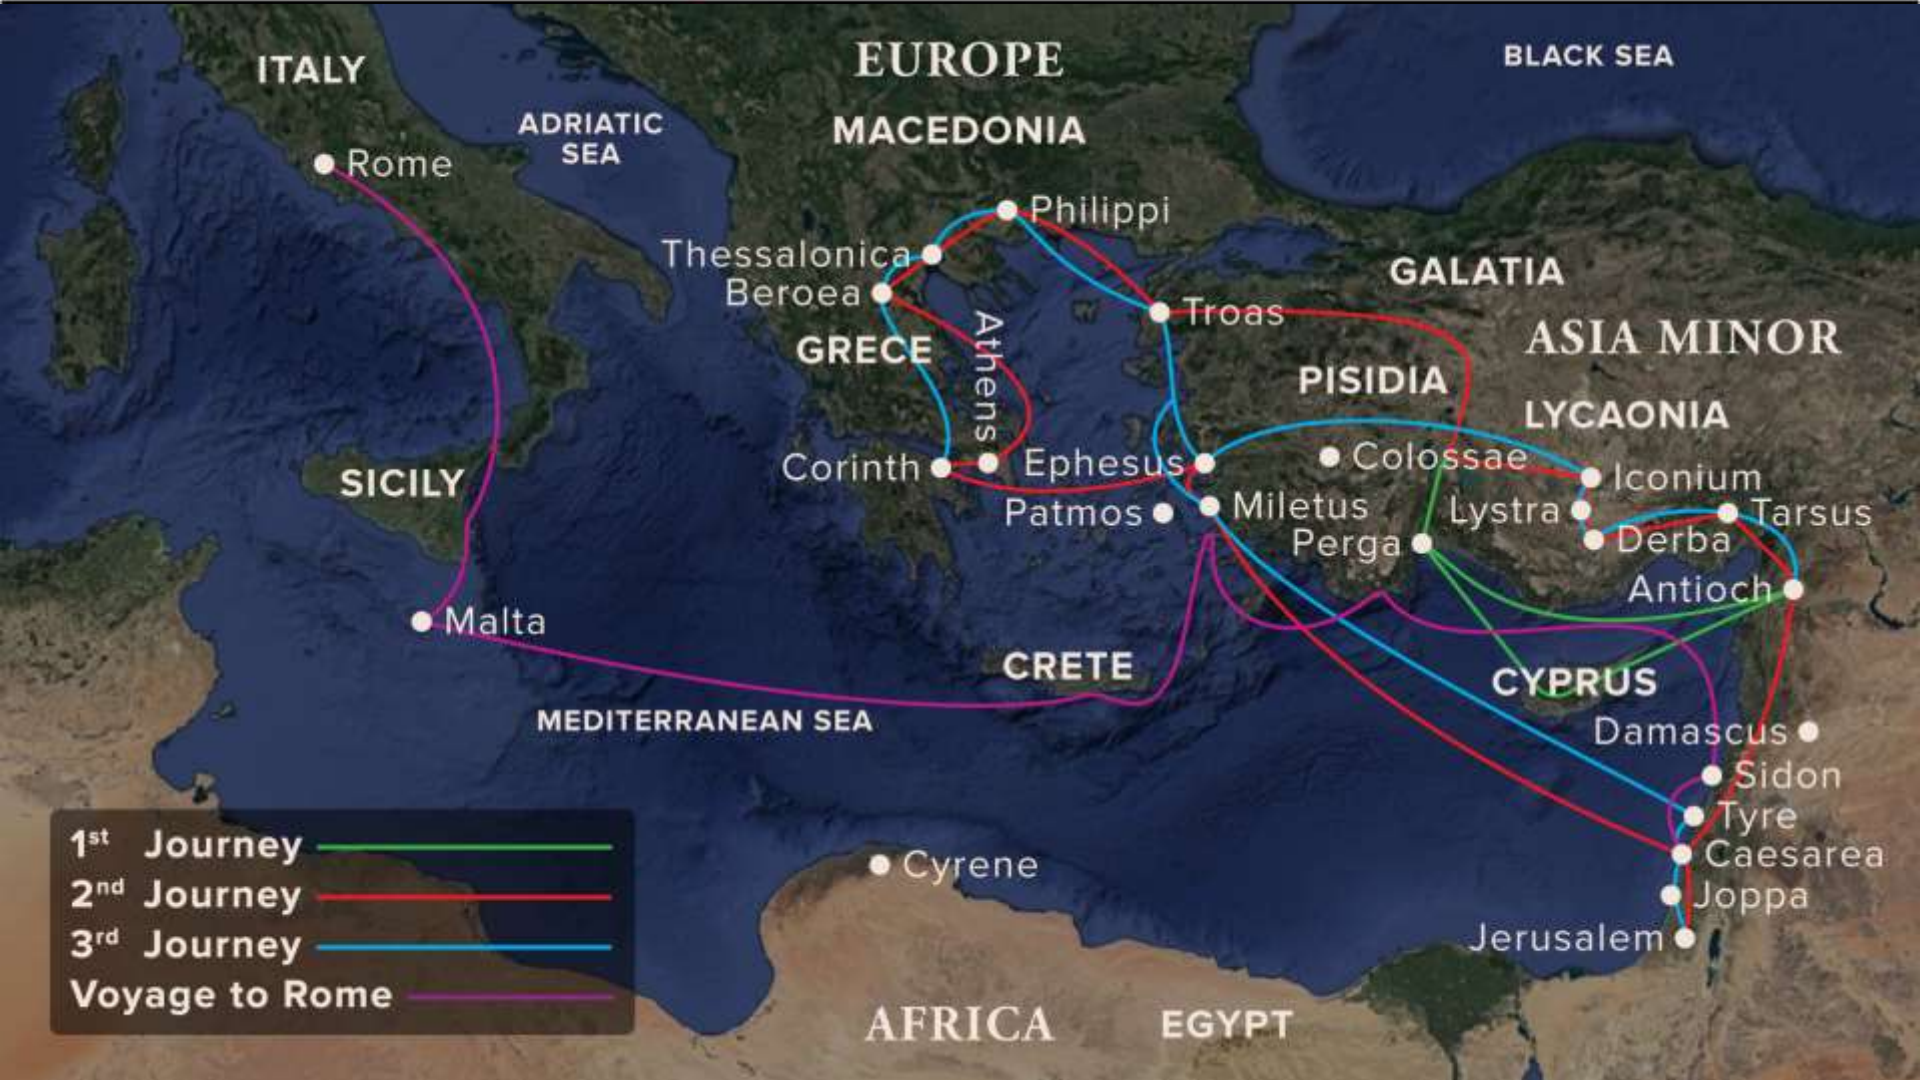 EUROPE
BLACK SEA
ITALY
ADRIATIC
SEA
MACEDONIA
Rome
Philippi
Thessalonica
Beroea
GALATIA
Troas
Athens
ASIA MINOR
GRECE
PISIDIA
LYCAONIA
Corinth
Ephesus
Colossae
Iconium
SICILY
Patmos
Miletus
Lystra
Tarsus
Perga
Derba
Antioch
Malta
CRETE
CYPRUS
MEDITERRANEAN SEA
Damascus
Sidon
Tyre
Caesarea
Cyrene
Joppa
Jerusalem
1st Journey
2nd Journey
3rd Journey
Voyage to Rome
AFRICA
EGYPT